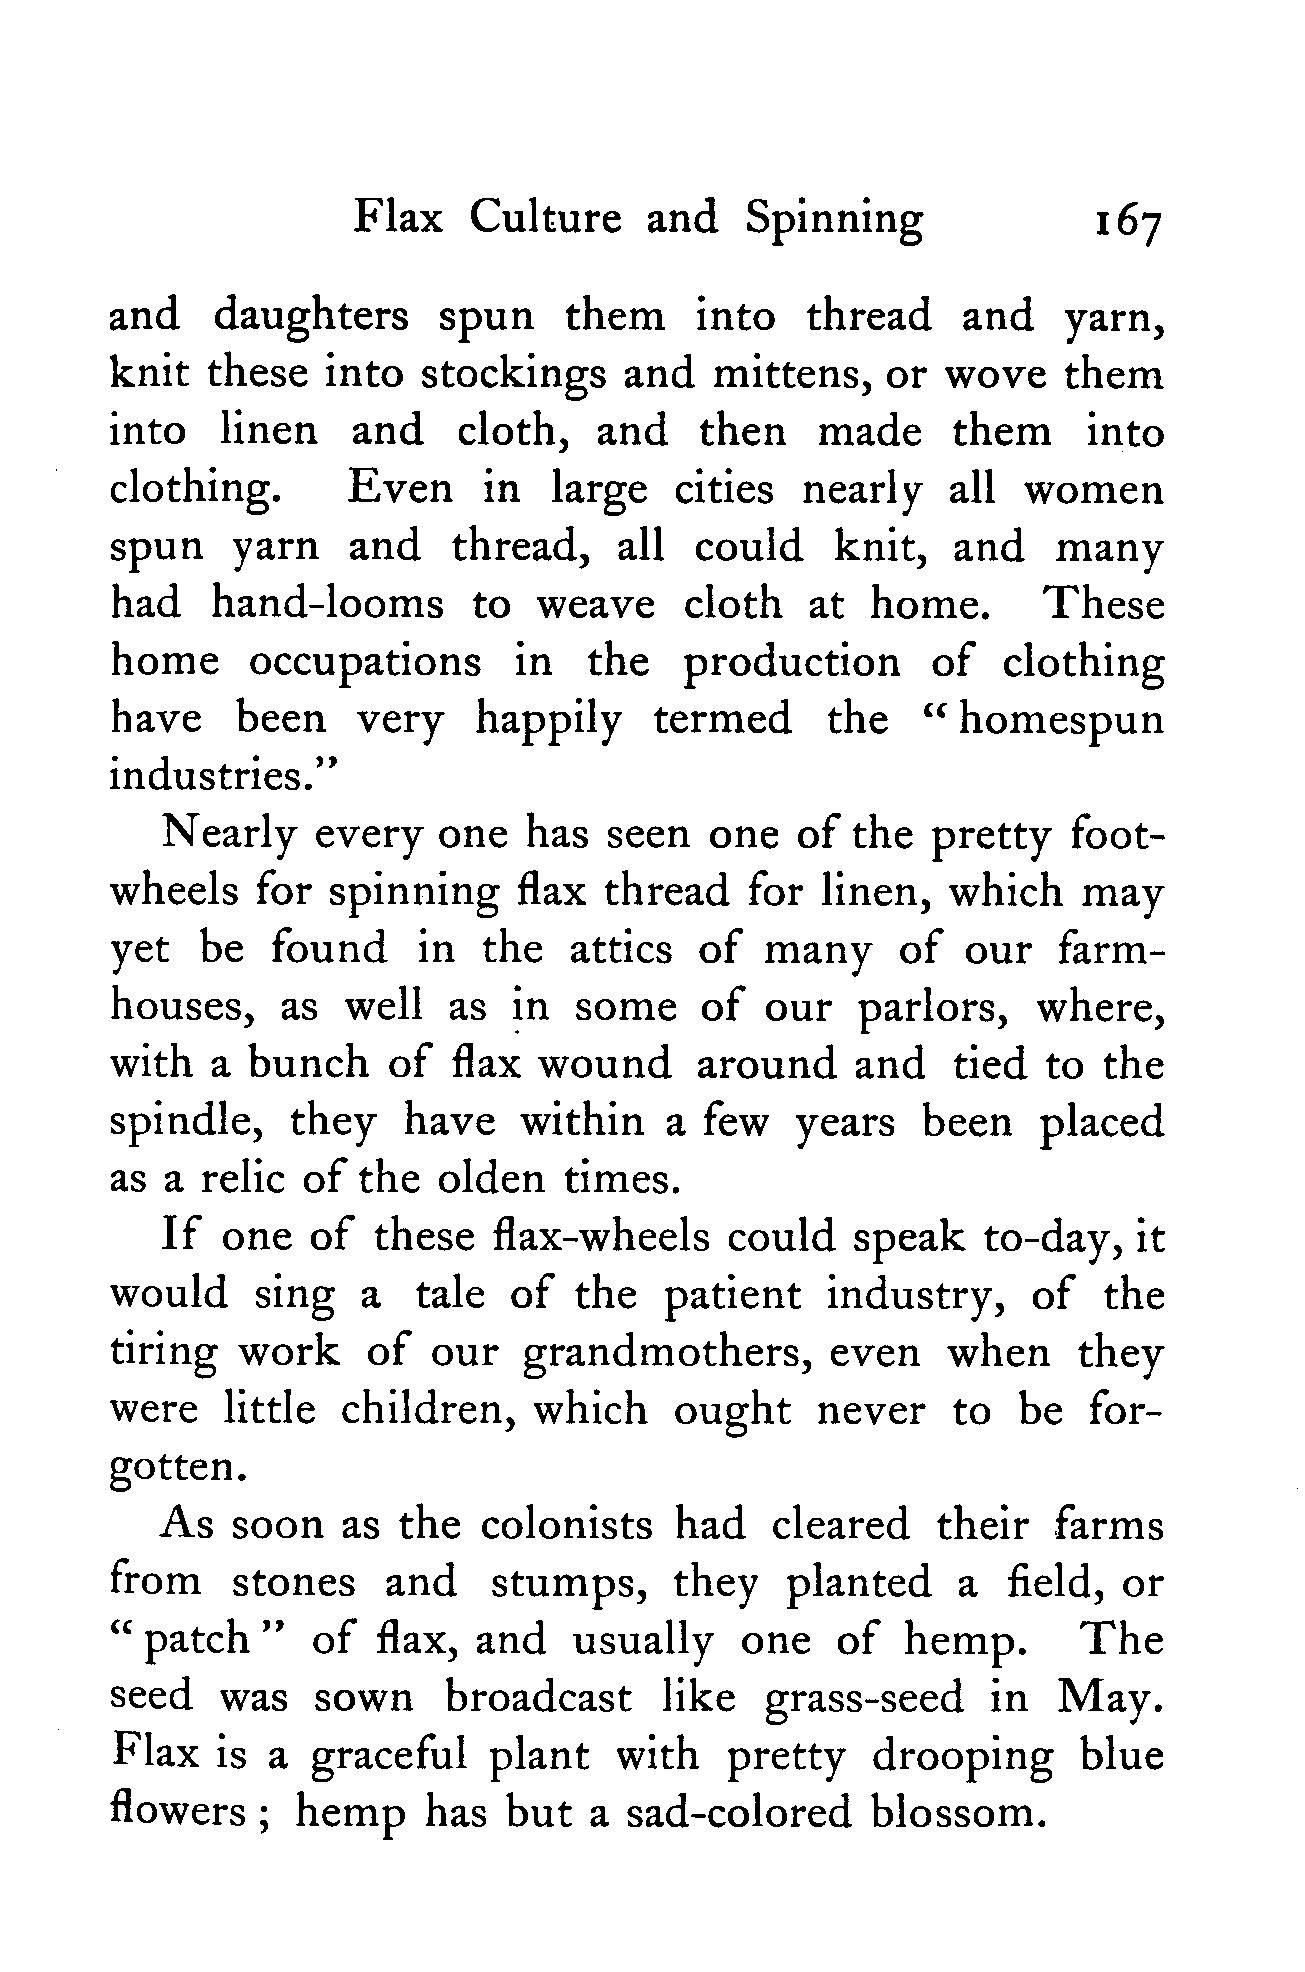 Flax Culture and Spinning 167
and daughters spun them into thread and yarn,
knit these into stockings and mittens, or wove them
into linen and cloth, and then made them into
clothing. Even in large cities nearly all women
spun yarn and thread, all could knit, and many
had hand-looms to weave cloth at home. These
home occupations in the production of clothing
have been very happily termed the “ homespun
industries.”
Nearly every one has seen one of the pretty foot-
wheels for spinning flax thread for linen, which may
yet be found in the attics of many of our farm-
houses, as well as in some of our parlors, where,
with a bunch of flax wound around and tied to the
spindle, they have within a few years been placed
as a relic of the olden times.
If one of these flax-wheels could speak to-day, it
would sing a tale of the patient industry, of the
tiring work of our grandmothers, even when they
were little children, which ought never to be for-
gotten.
As soon as the colonists had cleared their farms
from stones and stumps, they planted a field, or
“ patch ” of flax, and usually one of hemp. The
seed was sown broadcast like grass-seed in May.
Flax is a graceful plant with pretty drooping blue
flowers ; hemp has but a sad-colored blossom.